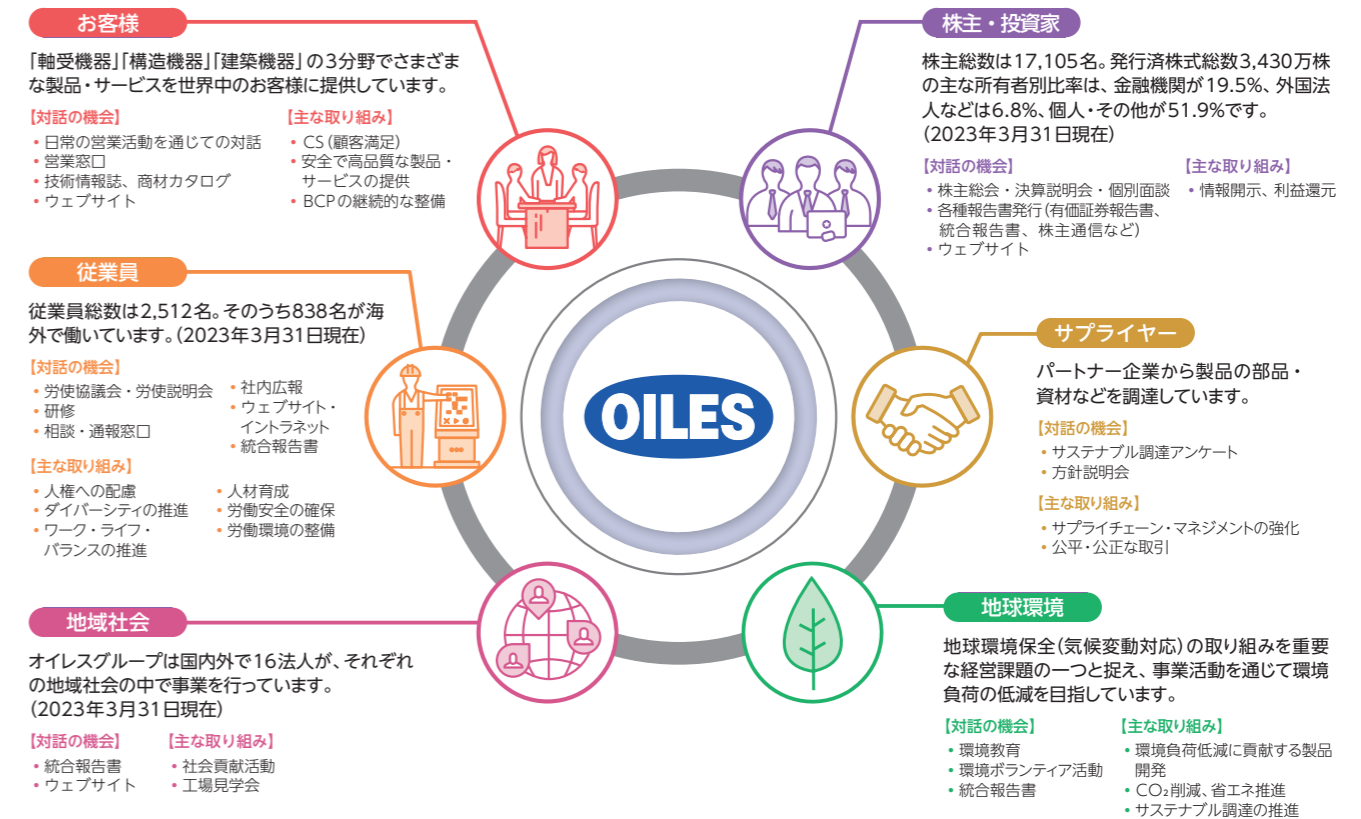 お客様
「軸受機器」「構造機器」「建築機器」の3分野でさまざま
な製品・サービスを世界中のお客様に提供しています。
【対話の機会】
• 日常の営業活動を通じての対話
• 営業窓口
• 技術情報誌、商材カタログ
• ウェブサイト
【主な取り組み】
• CS（顧客満足）
• 安全で高品質な製品・
サービスの提供
• BCPの継続的な整備
株主・投資家
株主総数は17,105名。発行済株式総数3,430万株
の主な所有者別比率は、金融機関が19.5%、外国法
人などは6.8%、個人・その他が51.9%です。
（2023年3月31日現在）
【対話の機会】
• 株主総会・決算説明会・個別面談
• 各種報告書発行（有価証券報告書、
統合報告書、株主通信など）
• ウェブサイト
【主な取り組み】
• 情報開示、利益還元
従業員
従業員総数は2,512名。そのうち838名が海
外で働いています。（2023年3月31日現在）
【対話の機会】
• 労使協議会・労使説明会
• 研修
• 相談・通報窓口
• 社内広報
• ウェブサイト・
イントラネット
• 統合報告書
【主な取り組み】
• 人権への配慮
• ダイバーシティの推進
• ワーク・ライフ・
バランスの推進
• 人材育成
• 労働安全の確保
• 労働環境の整備
OILES
サプライヤー
パートナー企業から製品の部品・
資材などを調達しています。
【対話の機会】
• サステナブル調達アンケート
• 方針説明会
【主な取り組み】
• サプライチェーン・マネジメントの強化
• 公平・公正な取引
地域社会
オイレスグループは国内外で16法人が、それぞれ
の地域社会の中で事業を行っています。
（2023年3月31日現在）
【対話の機会】
• 統合報告書
• ウェブサイト
【主な取り組み】
• 社会貢献活動
• 工場見学会
地球環境
地球環境保全（気候変動対応）の取り組みを重要
な経営課題の一つと捉え、事業活動を通じて環境
負荷の低減を目指しています。
【対話の機会】
• 環境教育
• 環境ボランティア活動
• 統合報告書
【主な取り組み】
• 環境負荷低減に貢献する製品
開発
• CO₂削減、省エネ推進
• サステナブル調達の推進